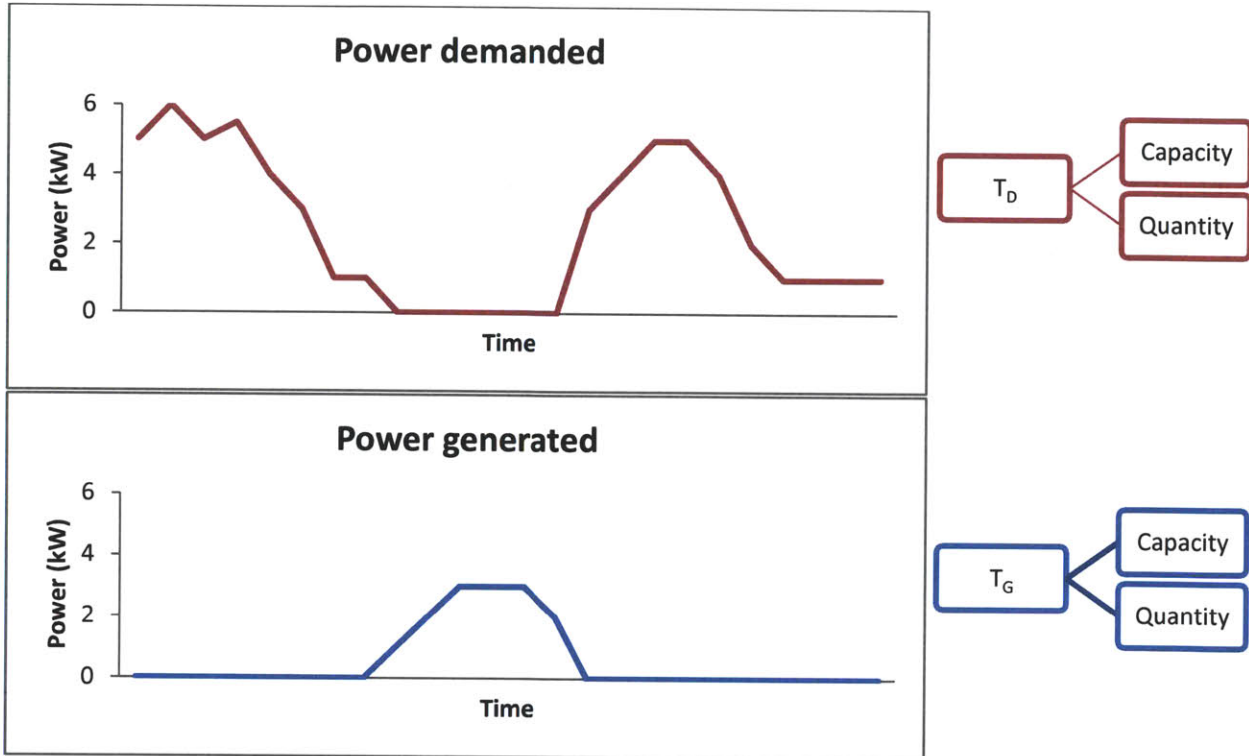 Power demanded
6
4
2
0
Power (kW)
Time
T_D
Capacity
Quantity
Power generated
6
4
2
0
Power (kW)
Time
T_G
Capacity
Quantity